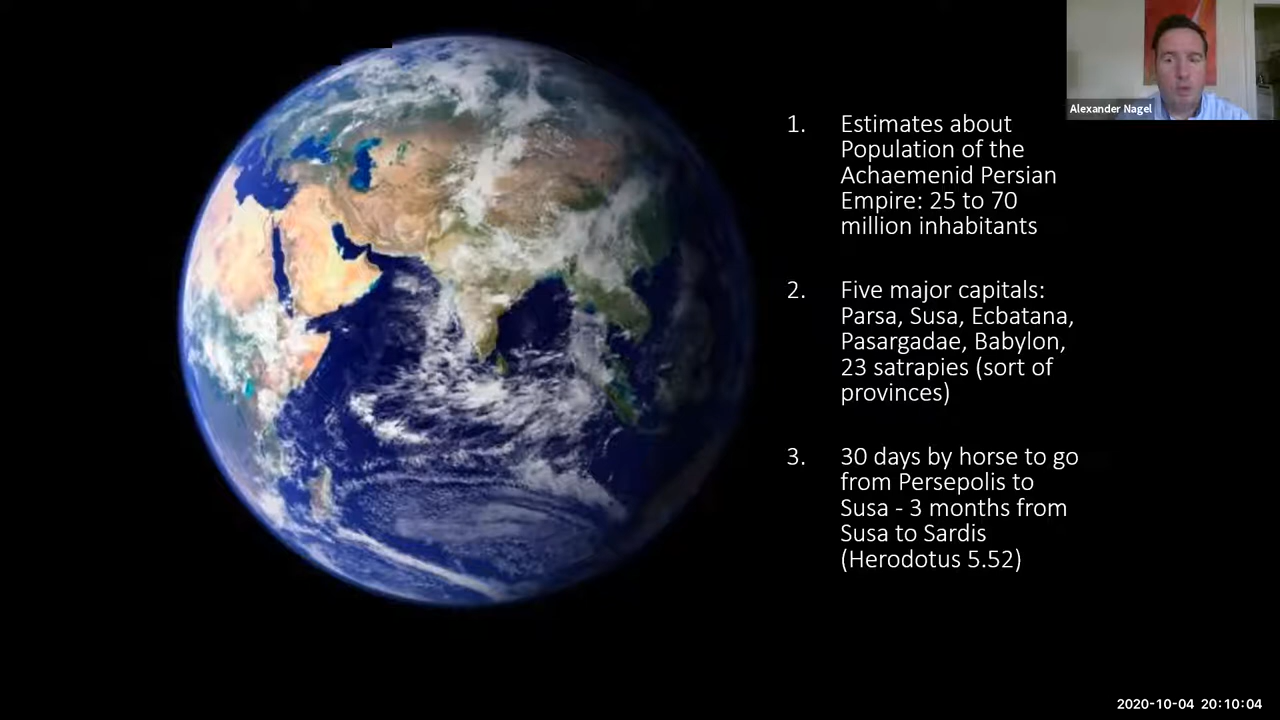 Alexander Nagel
1. Estimates about
Population of the
Achaemenid Persian
Empire: 25 to 70
million inhabitants
2. Five major capitals:
Parsa, Susa, Ecbatana,
Pasargadae, Babylon,
23 satrapies (sort of
provinces)
3. 30 days by horse to go
from Persepolis to
Susa - 3 months from
Susa to Sardis
(Herodotus 5.52)
2020-10-04 20:10:04